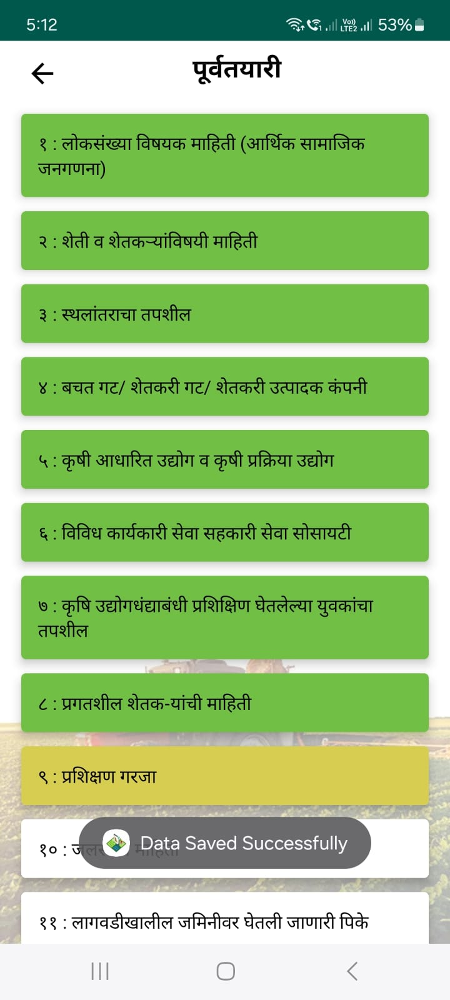 5:12
Vo))
LTE2
53%
पूर्वतयारी
१ : लोकसंख्या विषयक माहिती (आर्थिक सामाजिक
जनगणना)
२ : शेती व शेतकऱ्यांविषयी माहिती
३ : स्थलांतराचा तपशील
४ : बचत गट/ शेतकरी गट/ शेतकरी उत्पादक कंपनी
५ : कृषी आधारित उद्योग व कृषी प्रक्रिया उद्योग
६ : विविध कार्यकारी सेवा सहकारी सेवा सोसायटी
७ : कृषि उद्योगधंद्याबंधी प्रशिक्षिण घेतलेल्या युवकांचा
तपशील
८ : प्रगतशील शेतक-यांची माहिती
९ : प्रशिक्षण गरजा
Data Saved Successfully
१० : माहिती
११ : लागवडीखालील जमिनीवर घेतली जाणारी पिके